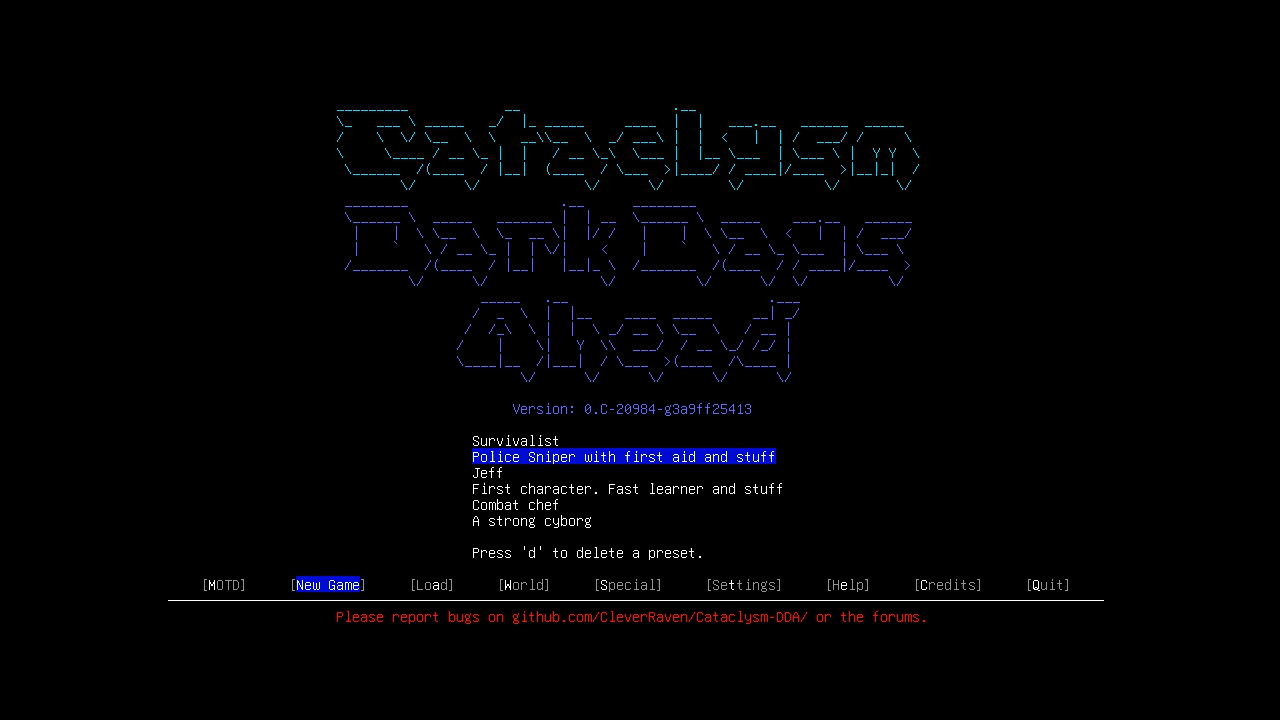 Cataclysm
Dark Days
Ahead
Version: 0.C-20984-g3a9ff25413
Survivalist
Police Sniper with first aid and stuff
Jeff
First character. Fast learner and stuff
Combat chef
A strong cyborg
Press 'd' to delete a preset.
[MOTD] [New Game] [Load] [World] [Special] [Settings] [Help] [Credits] [Quit]
Please report bugs on github.com/CleverRaven/Cataclysm-DDA/ or the forums.